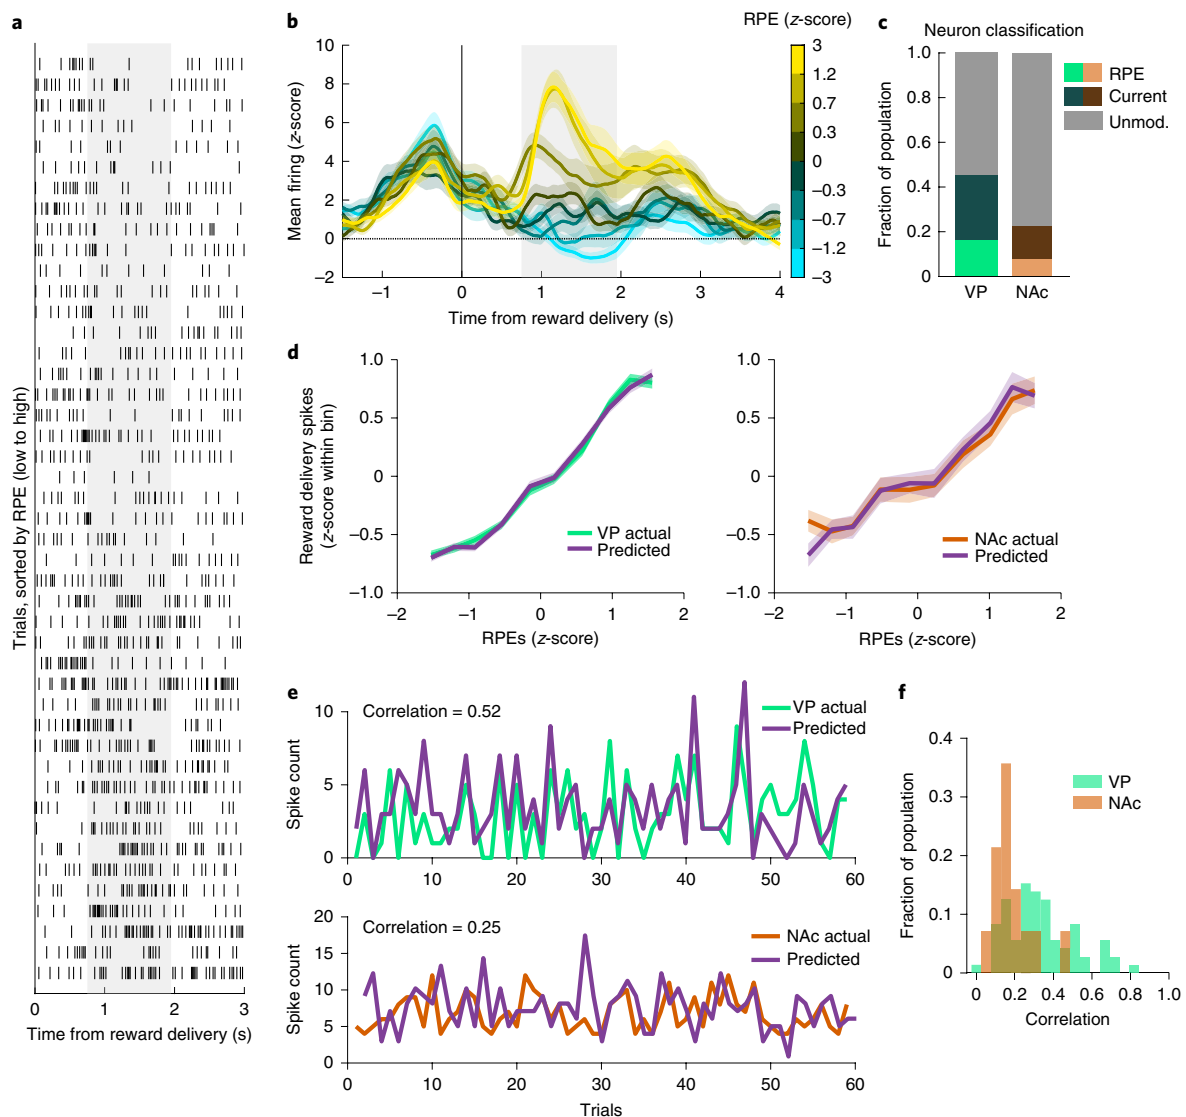 a
Trials, sorted by RPE (low to high)
0
1
2
3
Time from reward delivery (s)
b
RPE (z-score)
10
8
6
4
2
0
−2
Mean firing (z-score)
−1
0
1
2
3
4
Time from reward delivery (s)
3
1.2
0.7
0.3
0
−0.3
−0.7
−1.2
−3
c
Neuron classification
1.0
0.8
0.6
0.4
0.2
0
Fraction of population
VP
NAc
RPE
Current
Unmod.
d
Reward delivery spikes
(z-score within bin)
1.0
0.5
0
−0.5
−1.0
VP actual
Predicted
−2
−1
0
1
2
RPEs (z-score)
1.0
0.5
0
−0.5
−1.0
NAc actual
Predicted
−2
−1
0
1
2
RPEs (z-score)
e
Correlation = 0.52
VP actual
Predicted
10
5
0
Spike count
0
10
20
30
40
50
60
Correlation = 0.25
NAc actual
Predicted
20
15
10
5
0
Spike count
0
10
20
30
40
50
60
Trials
f
0.4
0.3
0.2
0.1
0
Fraction of population
VP
NAc
0
0.2
0.4
0.6
0.8
1.0
Correlation